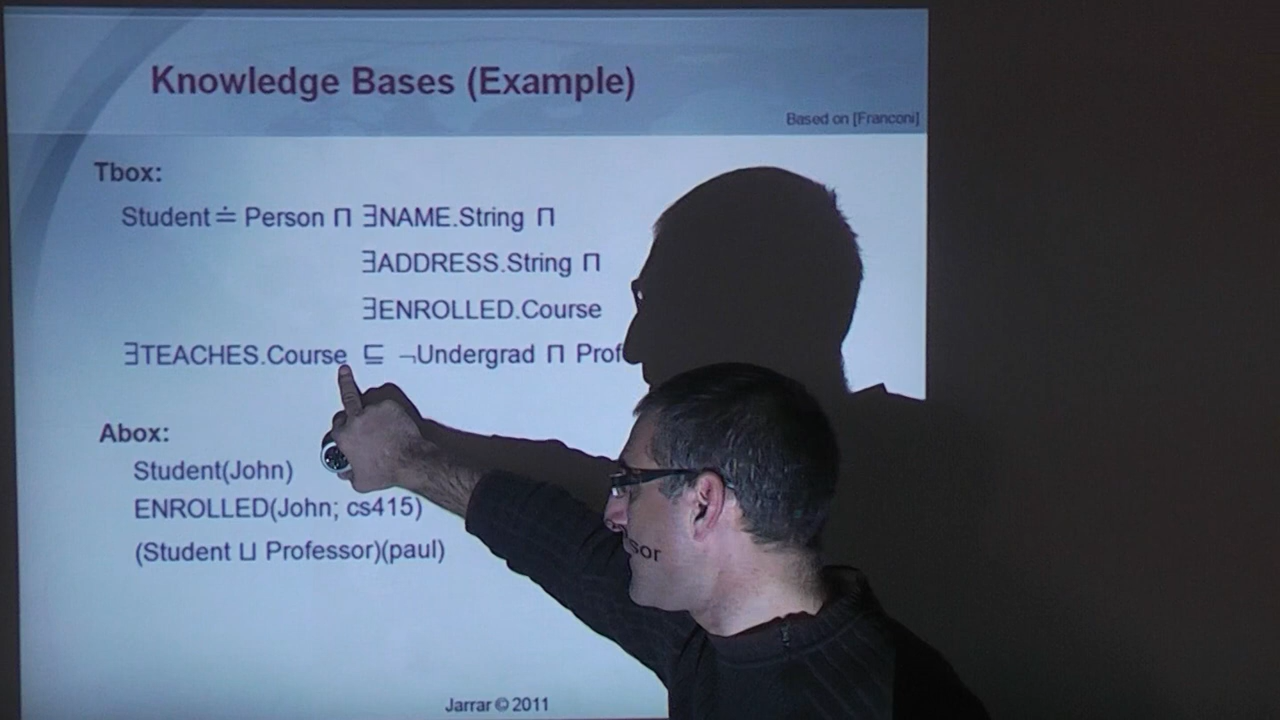 Knowledge Bases (Example)
Based on [Franconi]
Tbox:
Student ≐ Person ⊓ ∃NAME.String ⊓
∃ADDRESS.String ⊓
∃ENROLLED.Course
∃TEACHES.Course ⊑ ¬Undergrad ⊓ Prof
sor
Abox:
Student(John)
ENROLLED(John; cs415)
(Student ⊔ Professor)(paul)
Jarrar © 2011